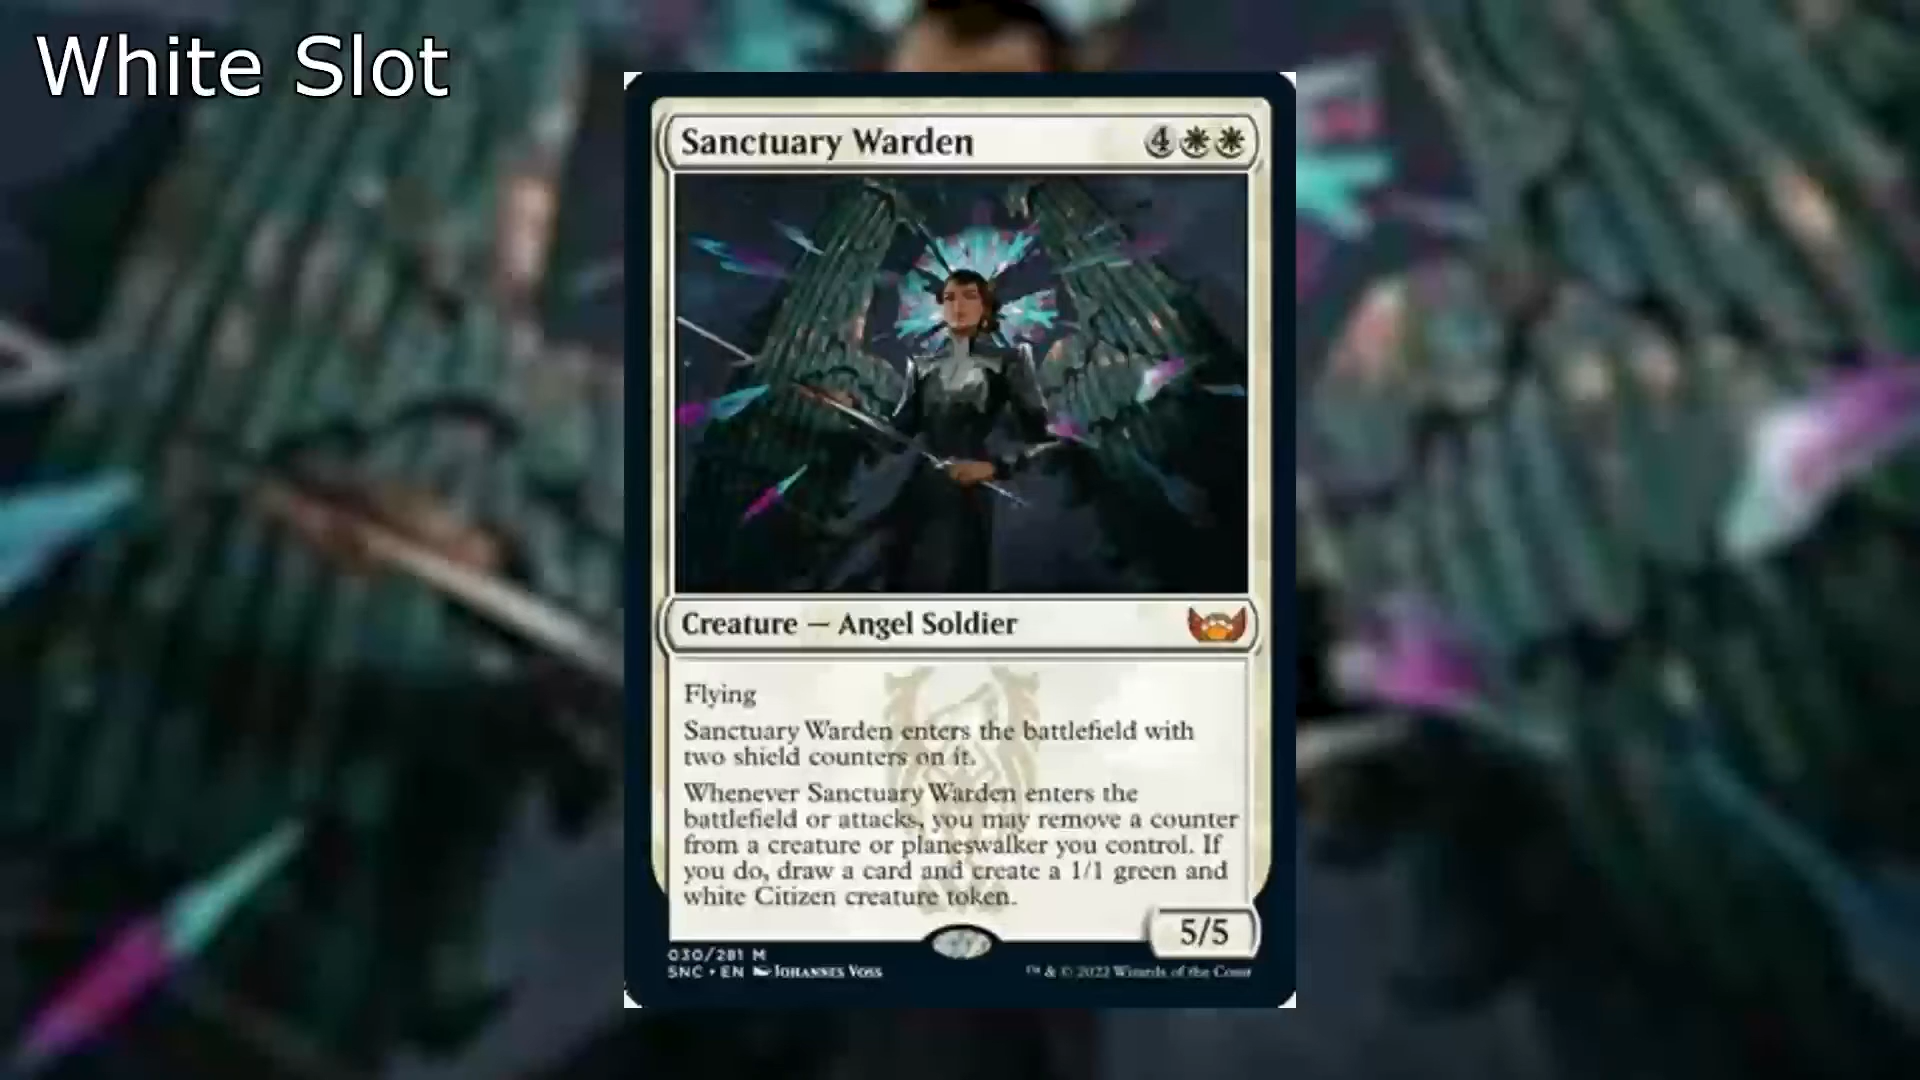 White Slot
Sanctuary Warden 4
Creature — Angel Soldier
Flying
Sanctuary Warden enters the battlefield with
two shield counters on it.
Whenever Sanctuary Warden enters the
battlefield or attacks, you may remove a counter
from a creature or planeswalker you control. If
you do, draw a card and create a 1/1 green and
white Citizen creature token.
5/5
030/281 M
SNC • EN Johannes Voss
™ & © 2022 Wizards of the Coast